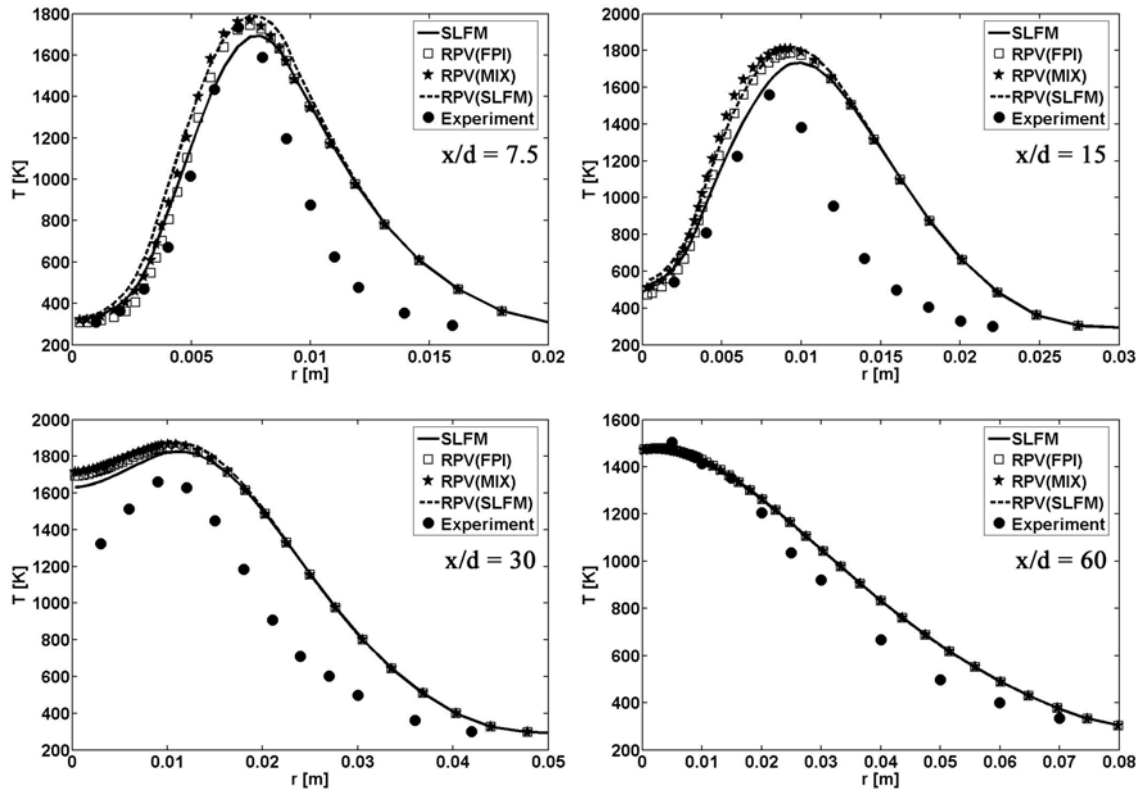 1800
1600
1400
1200
1000
800
600
400
200
T [K]
0
0.005
0.01
0.015
0.02
r [m]
SLFM
RPV(FPI)
RPV(MIX)
RPV(SLFM)
Experiment
x/d = 7.5
2000
1800
1600
1400
1200
1000
800
600
400
200
T [K]
0
0.005
0.01
0.015
0.02
0.025
0.03
r [m]
SLFM
RPV(FPI)
RPV(MIX)
RPV(SLFM)
Experiment
x/d = 15
2000
1800
1600
1400
1200
1000
800
600
400
200
T [K]
0
0.01
0.02
0.03
0.04
0.05
r [m]
SLFM
RPV(FPI)
RPV(MIX)
RPV(SLFM)
Experiment
x/d = 30
1600
1400
1200
1000
800
600
400
200
T [K]
0
0.01
0.02
0.03
0.04
0.05
0.06
0.07
0.08
r [m]
SLFM
RPV(FPI)
RPV(MIX)
RPV(SLFM)
Experiment
x/d = 60